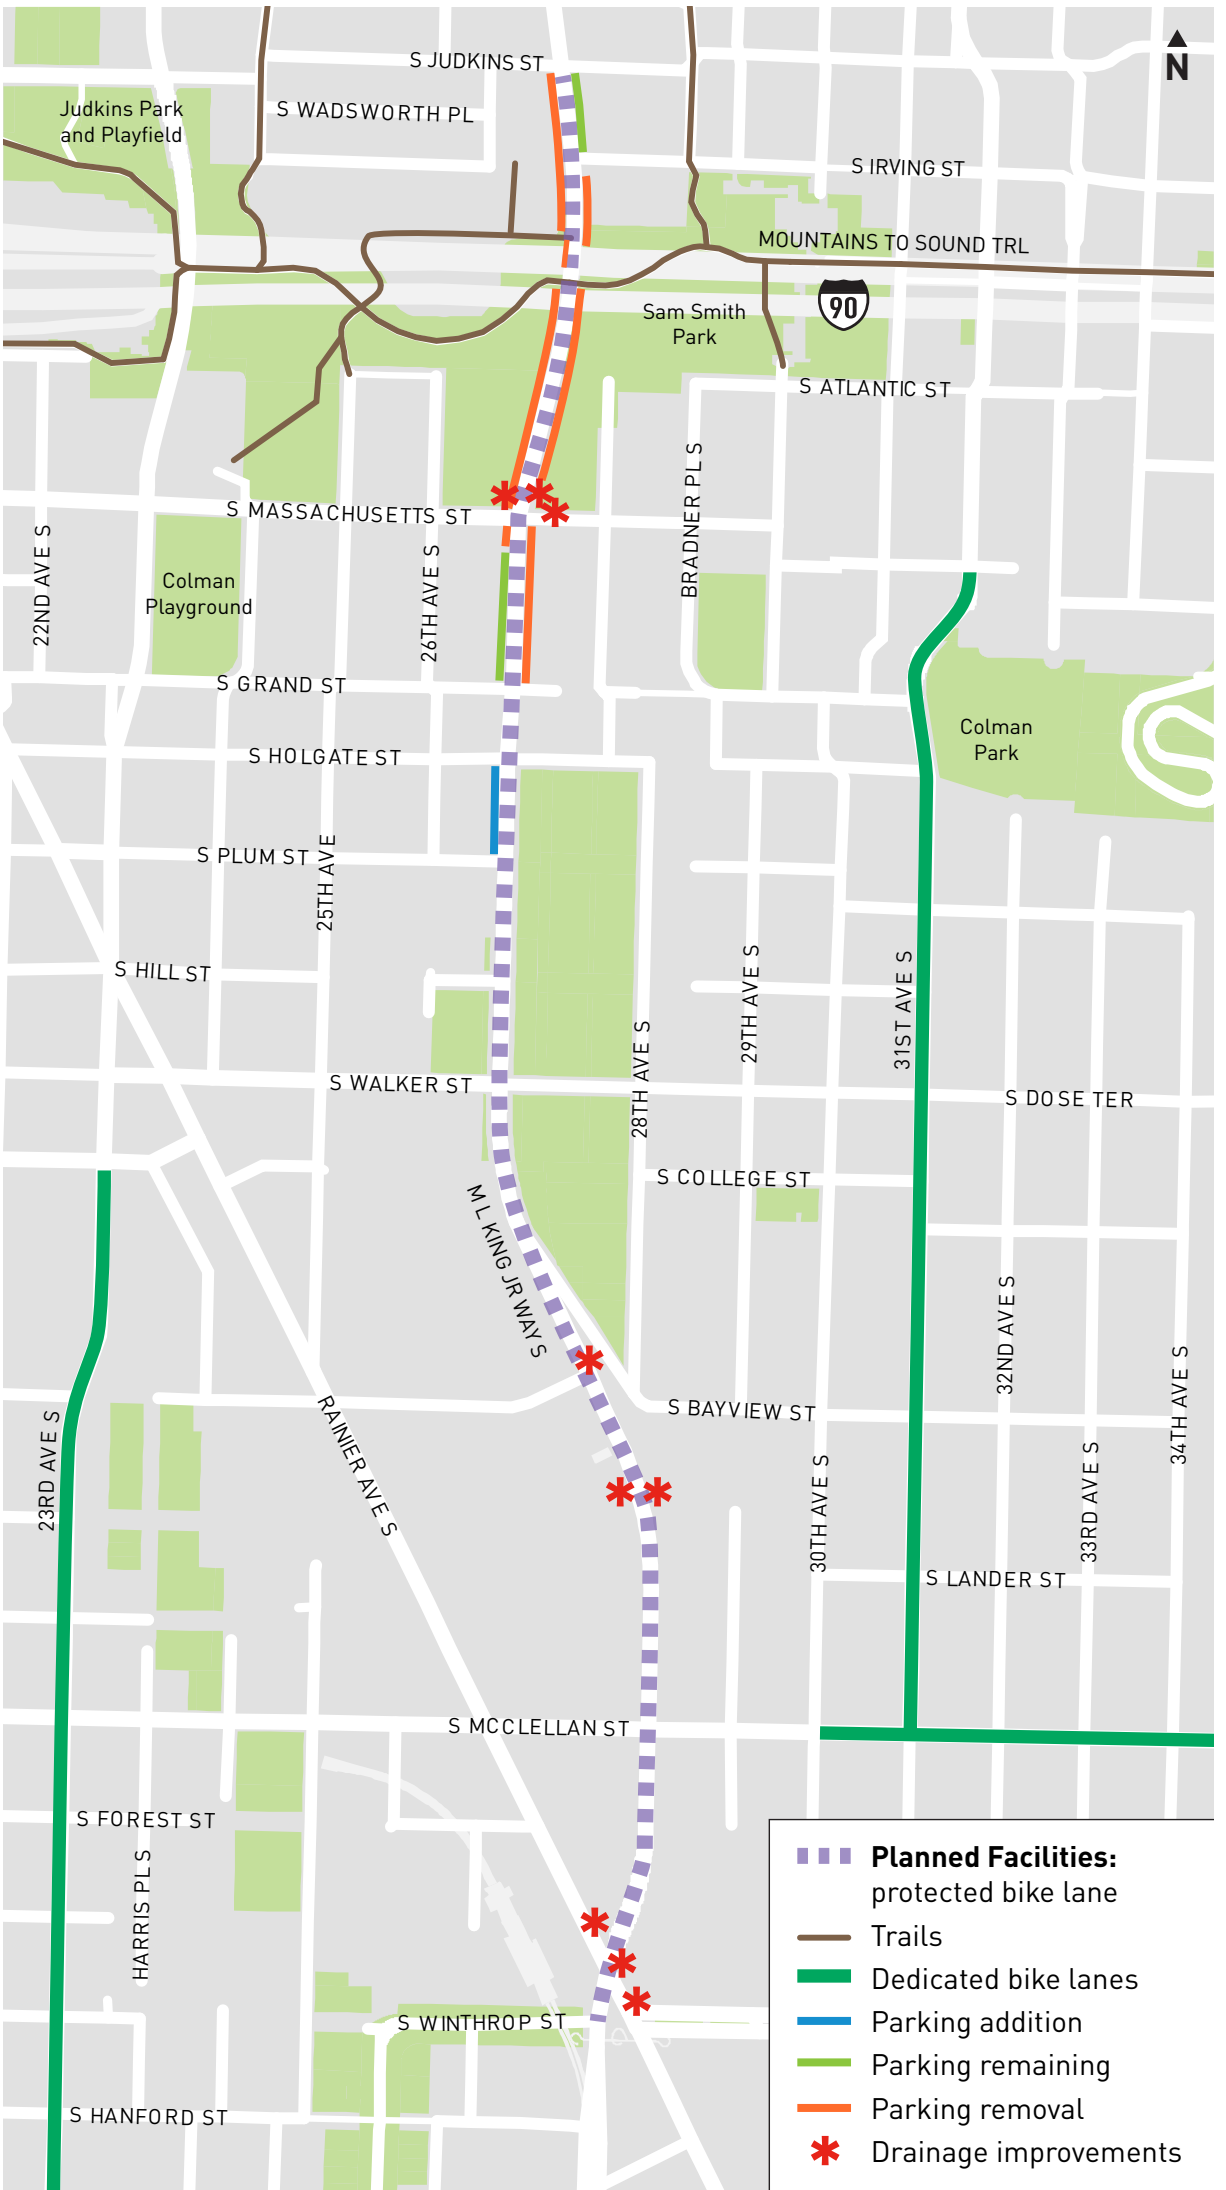 S JUDKINS ST
N
Judkins Park
and Playfield
S WADSWORTH PL
S IRVING ST
MOUNTAINS TO SOUND TRL
90
Sam Smith
Park
S ATLANTIC ST
S MASSACHUSETTS ST
BRADNER PL S
22ND AVE S
Colman
Playground
26TH AVE S
S GRAND ST
Colman
Park
S HOLGATE ST
S PLUM ST
25TH AVE
S HILL ST
29TH AVE S
31ST AVE S
28TH AVE S
S WALKER ST
S DOSE TER
S COLLEGE ST
M L KING JR WAY S
32ND AVE S
34TH AVE S
S BAYVIEW ST
RAINIER AVE S
23RD AVE S
30TH AVE S
33RD AVE S
S LANDER ST
S MCCLELLAN ST
S FOREST ST
HARRIS PL S
S WINTHROP ST
S HANFORD ST
Planned Facilities:
protected bike lane
Trails
Dedicated bike lanes
Parking addition
Parking remaining
Parking removal
Drainage improvements